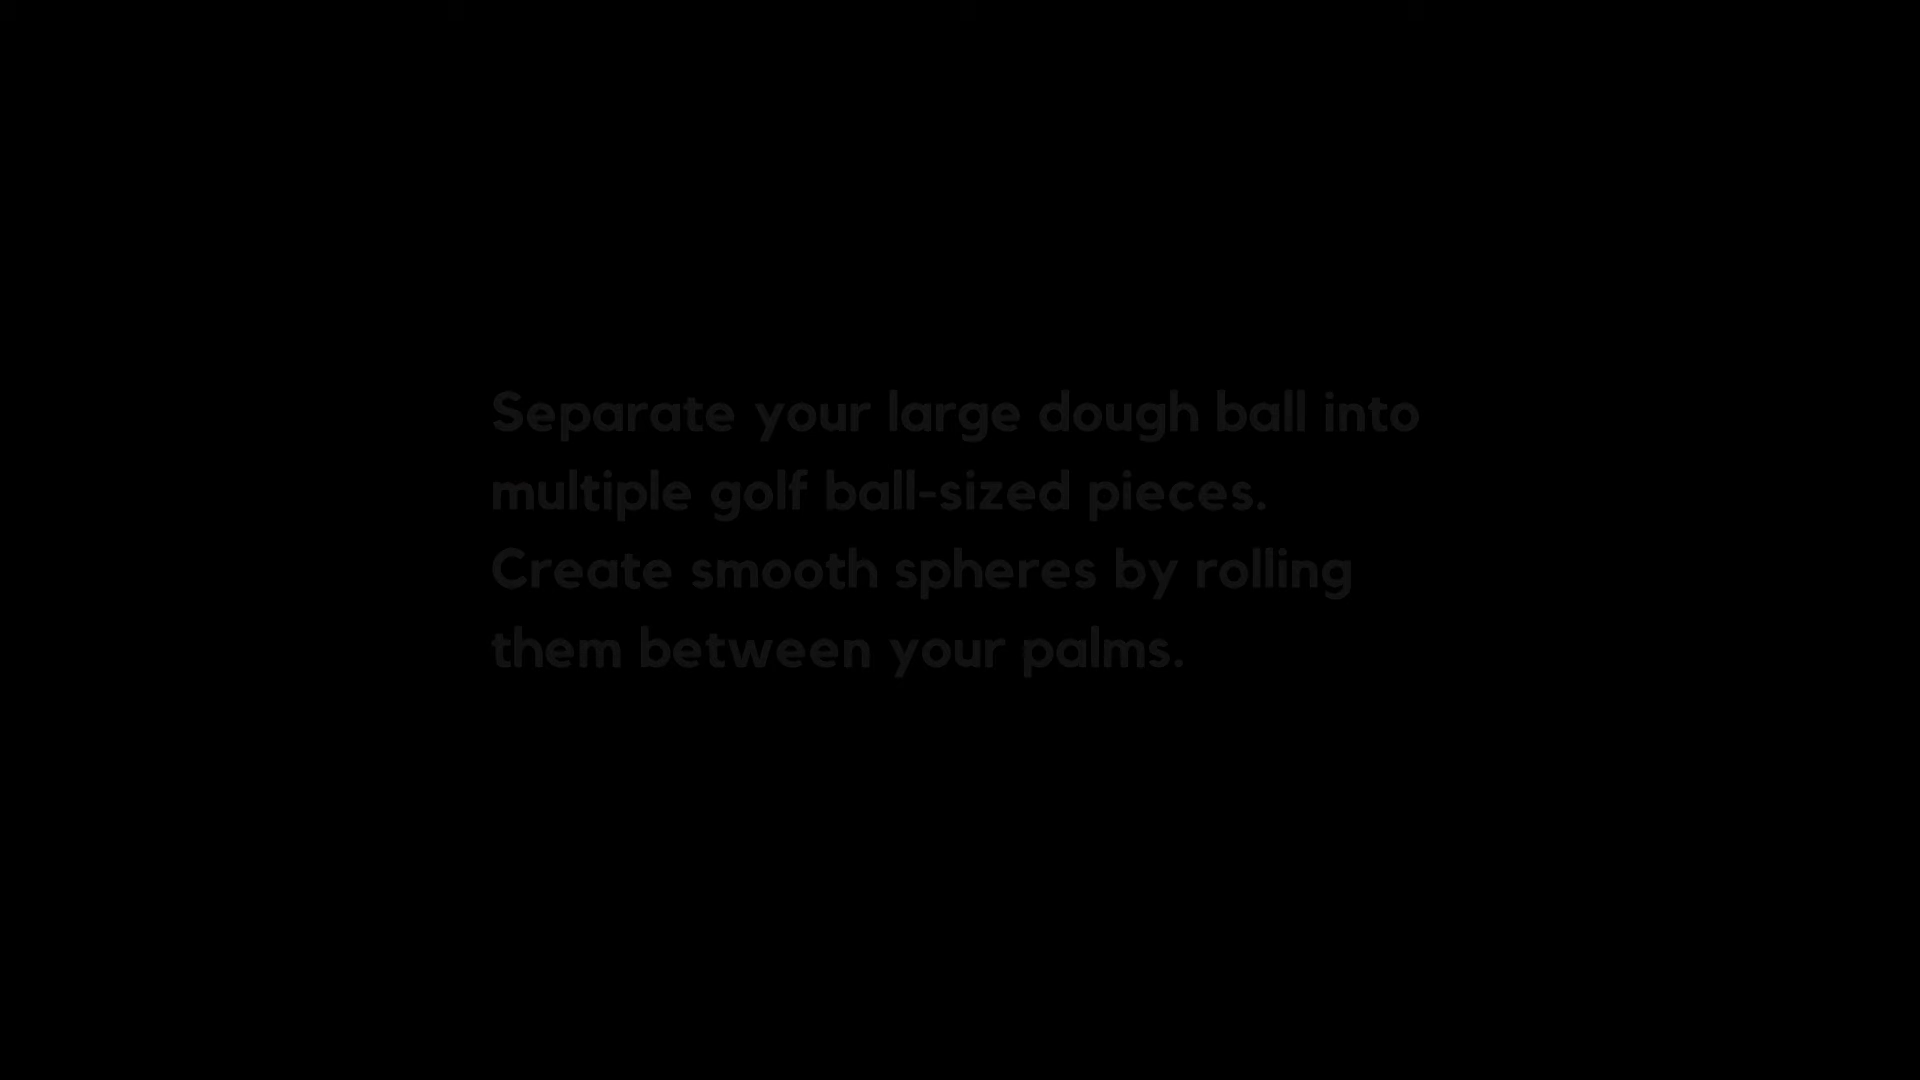 Separate your large dough ball into
multiple golf ball-sized pieces.
Create smooth spheres by rolling
them between your palms.